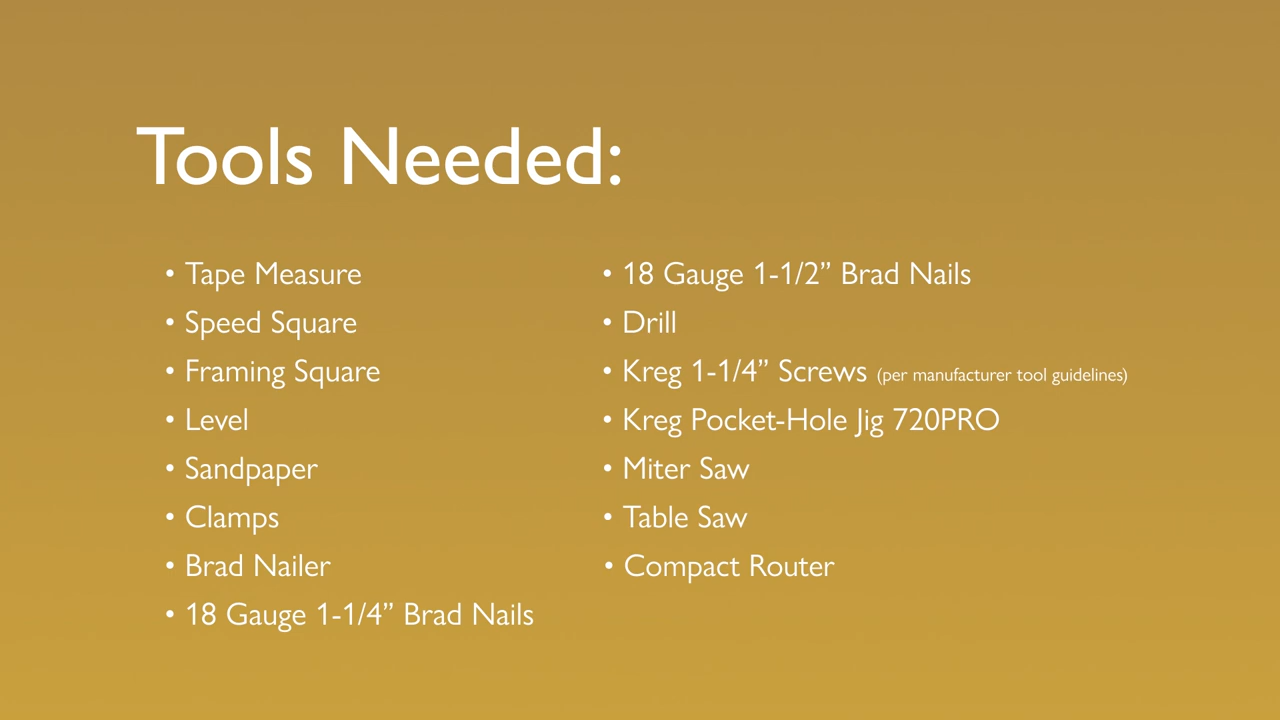 Tools Needed:
• Tape Measure
• Speed Square
• Framing Square
• Level
• Sandpaper
• Clamps
• Brad Nailer
• 18 Gauge 1-1/4” Brad Nails
• 18 Gauge 1-1/2” Brad Nails
• Drill
• Kreg 1-1/4” Screws (per manufacturer tool guidelines)
• Kreg Pocket-Hole Jig 720PRO
• Miter Saw
• Table Saw
• Compact Router